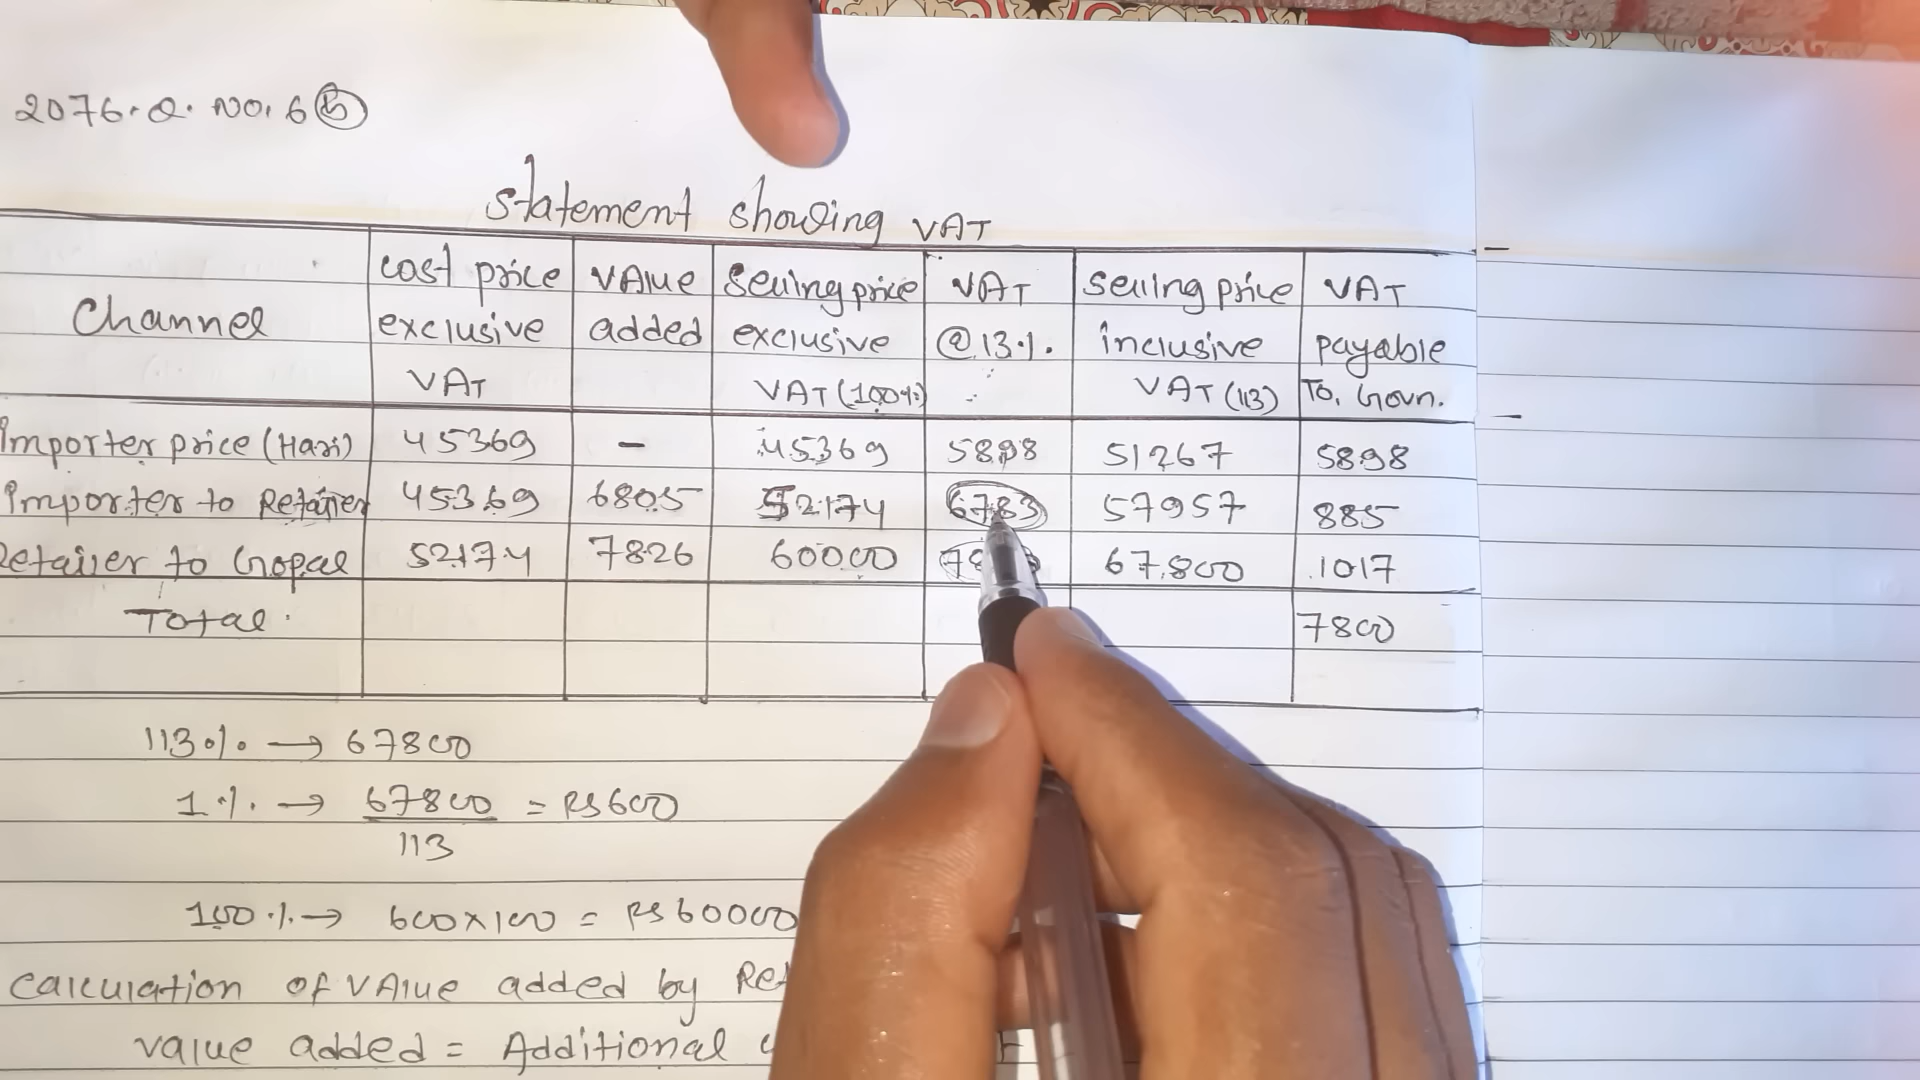 2076. Q. No. 6 (b)
Statement showing VAT
Channel | cost price exclusive VAT | VAlue added | Selling price exclusive VAT (100%) | VAT @ 13%. | Selling price inclusive VAT (113) | VAT payable To, Govn.
Importer price (Hari) | 45369 | - | 45369 | 5898 | 51267 | 5898
Importer to Retailer | 45369 | 6805 | 52174 | 6783 | 57957 | 885
Retailer to Gopal | 52174 | 7826 | 60000 | 67,800 | 1017
Total. | 7800
113% → 67800
1%. → 67800 / 113 = RS 600
100%. → 600 × 100 = RS 60000
Calculation of VAlue added by
value added = Additional